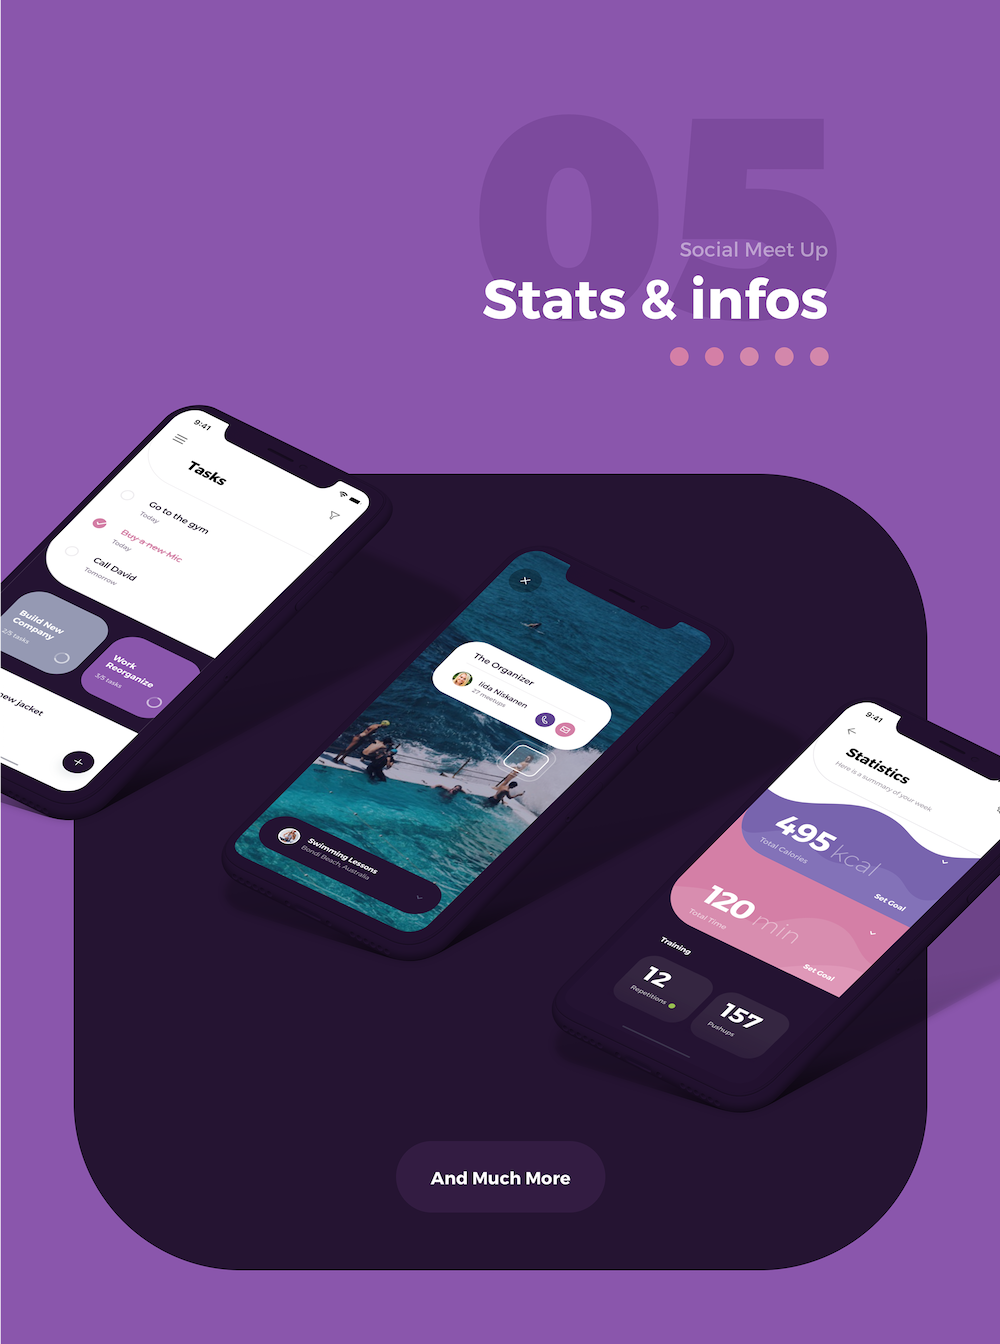 05
Social Meet Up
Stats & infos
9:41
Tasks
Go to the gym
Today
Buy a new Mic
Today
Call David
Tomorrow
Build New
Company
2/5 tasks
Work
Reorganize
3/5 tasks
new jacket
The Organizer
Iida Niskanen
27 meetups
Swimming Lessons
Bondi Beach, Australia
9:41
Statistics
Here is a summary of your week
495 kcal
Total Calories
Set Goal
120 min
Total Time
Set Goal
Training
12
Repetitions
157
Pushups
And Much More